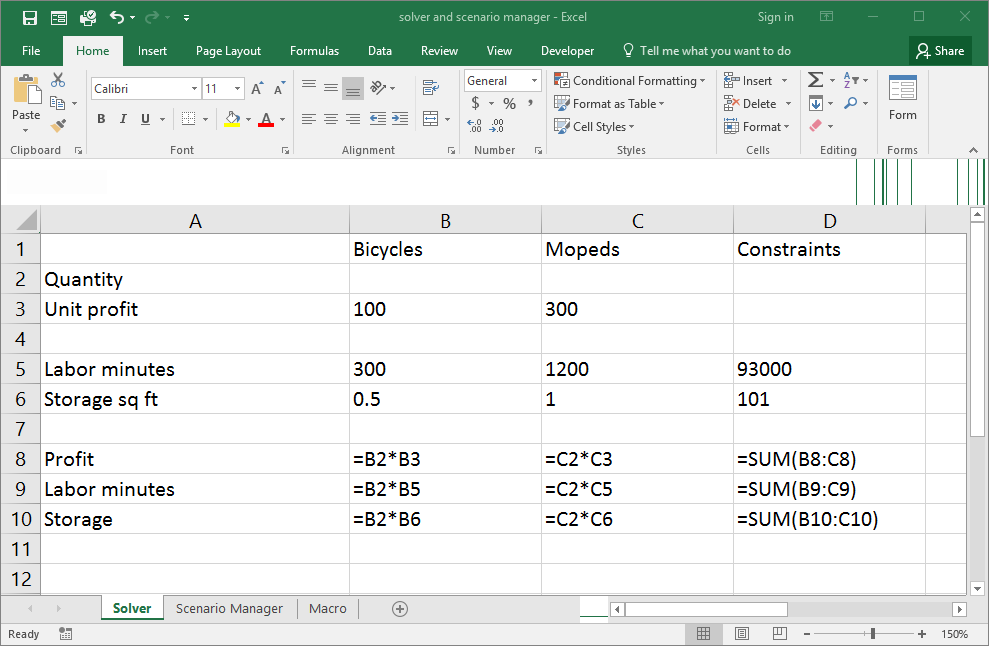 solver and scenario manager - Excel Sign in
File Home Insert Page Layout Formulas Data Review View Developer Tell me what you want to do Share
Calibri 11 A A General Conditional Formatting Insert Σ A Z
Paste $ % , Format as Table Delete Form
B I U A .00 Cell Styles Format
Clipboard Font Alignment Number Styles Cells Editing Forms
A B C D
1 Bicycles Mopeds Constraints
2 Quantity
3 Unit profit 100 300
4
5 Labor minutes 300 1200 93000
6 Storage sq ft 0.5 1 101
7
8 Profit =B2*B3 =C2*C3 =SUM(B8:C8)
9 Labor minutes =B2*B5 =C2*C5 =SUM(B9:C9)
10 Storage =B2*B6 =C2*C6 =SUM(B10:C10)
11
12
Solver Scenario Manager Macro
Ready 150%